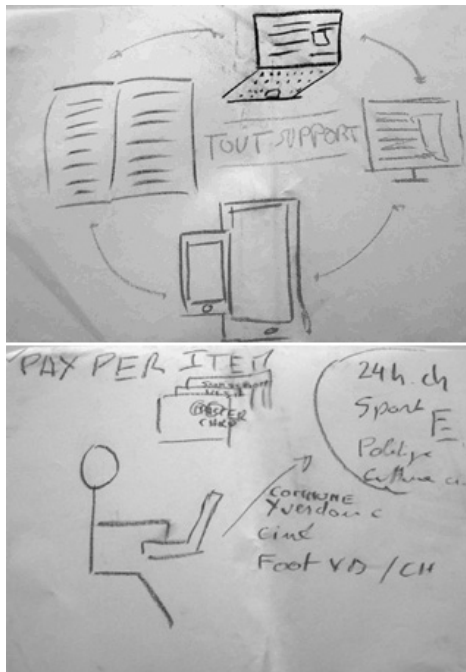 TOUT SUPPORT
PAY PER ITEM
24h.ch
Sport
E
Politique
Culture
COMMUNE
Yverdon
Ciné
Foot VD/CH